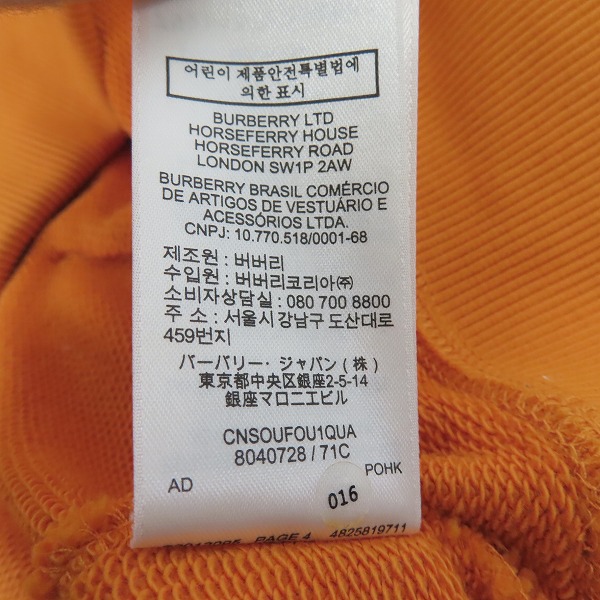 어린이 제품안전특별법에
의한 표시
BURBERRY LTD
HORSEFERRY HOUSE
HORSEFERRY ROAD
LONDON SW1P 2AW
BURBERRY BRASIL COMÉRCIO
DE ARTIGOS DE VESTUÁRIO E
ACESSÓRIOS LTDA.
CNPJ: 10.770.518/0001-68
제조원 : 버버리
수입원 : 버버리코리아㈜
소비자상담실 : 080 700 8800
주 소 : 서울시 강남구 도산대로
459번지
バーバリー・ジャパン(株)
東京都中央区銀座2-5-14
銀座マロニエビル
CNSOUFOU1QUA
8040728 / 71C
AD
POHK
016
PAGE 4 4825819711